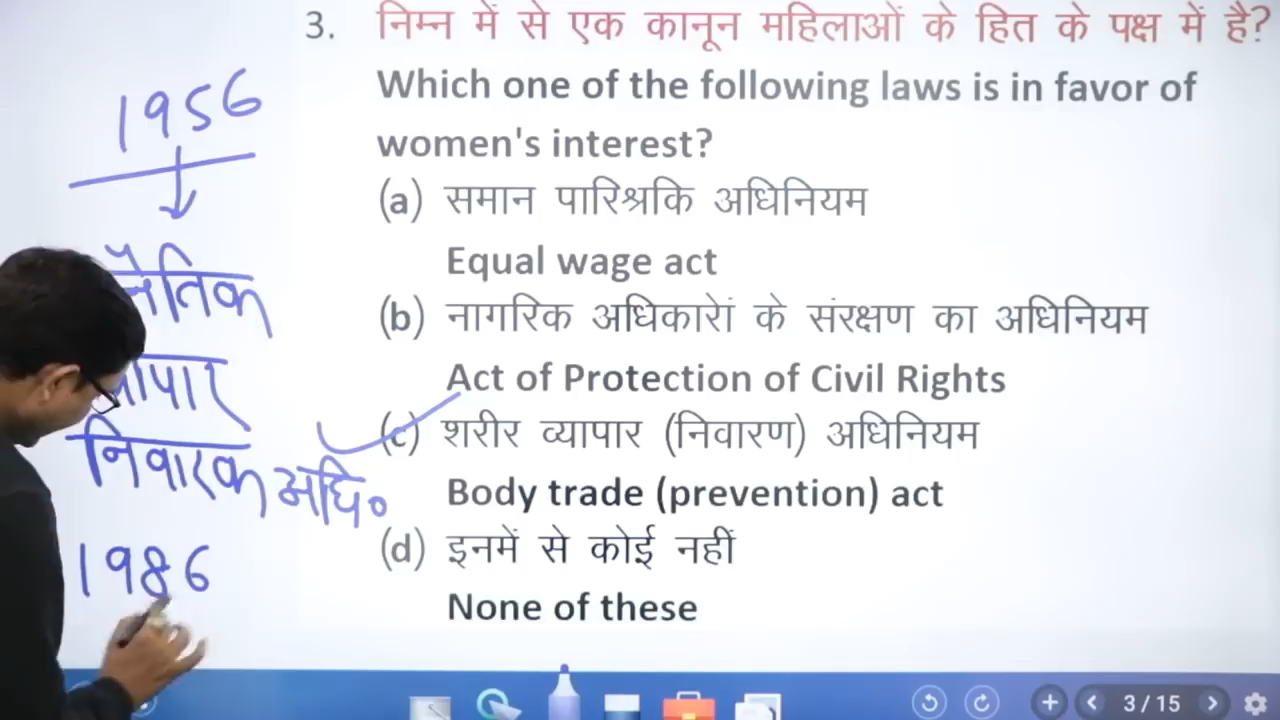 3. निम्न में से एक कानून महिलाओं के हित के पक्ष में है?
Which one of the following laws is in favor of
women's interest?
(a) समान पारिश्रकि अधिनियम
Equal wage act
(b) नागरिक अधिकारेां के संरक्षण का अधिनियम
Act of Protection of Civil Rights
(c) शरीर व्यापार (निवारण) अधिनियम
Body trade (prevention) act
(d) इनमें से कोई नहीं
None of these
1956
नैतिक
निवारक अधि०
1986
3 / 15